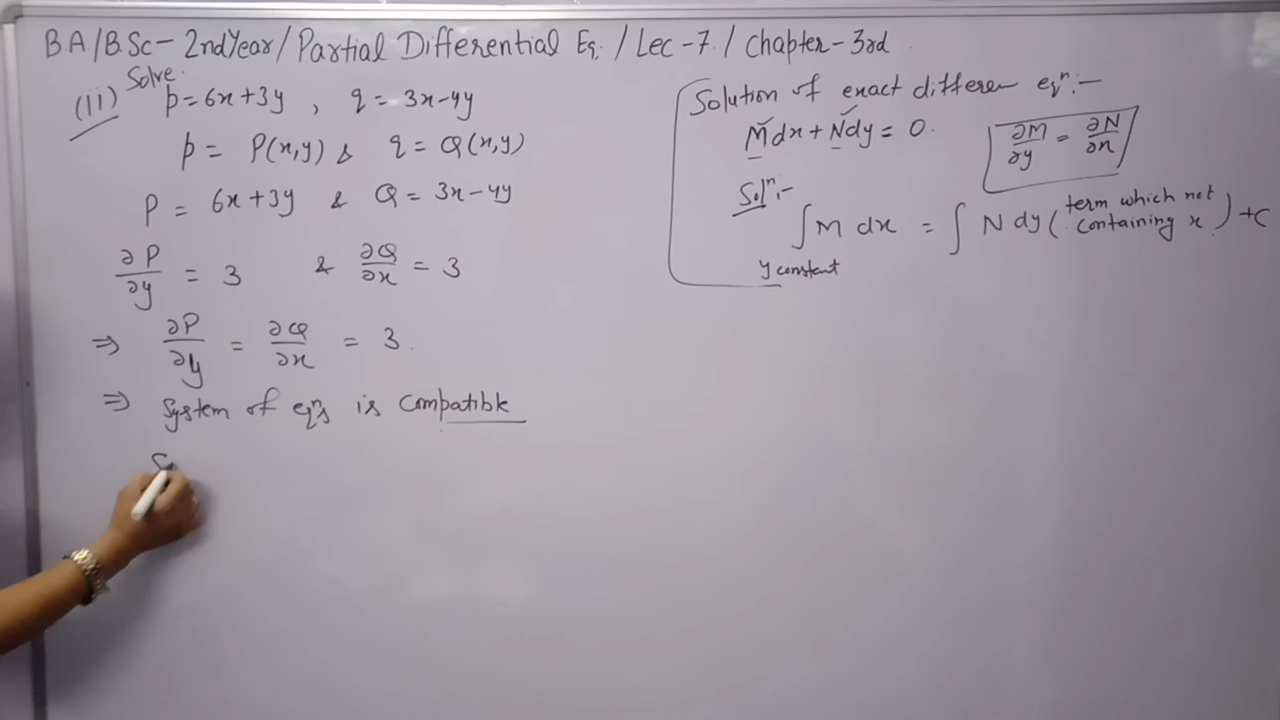 B.A/B.Sc- 2ndYear/Partial Differential Eq. / Lec-7 / Chapter-3rd
(ii) Solve.
p = 6x+3y , q = 3x-4y
p = P(x,y) & q = Q(x,y)
P = 6x+3y & Q = 3x-4y
∂P/∂y = 3 & ∂Q/∂x = 3
⇒ ∂P/∂y = ∂Q/∂x = 3.
⇒ System of eqns is compatible
S
Solution of exact differen eqn:-
Mdx + Ndy = 0. ∂M/∂y = ∂N/∂x
Soln:-
∫M dx = ∫N dy (term which not containing x) + C
y constant